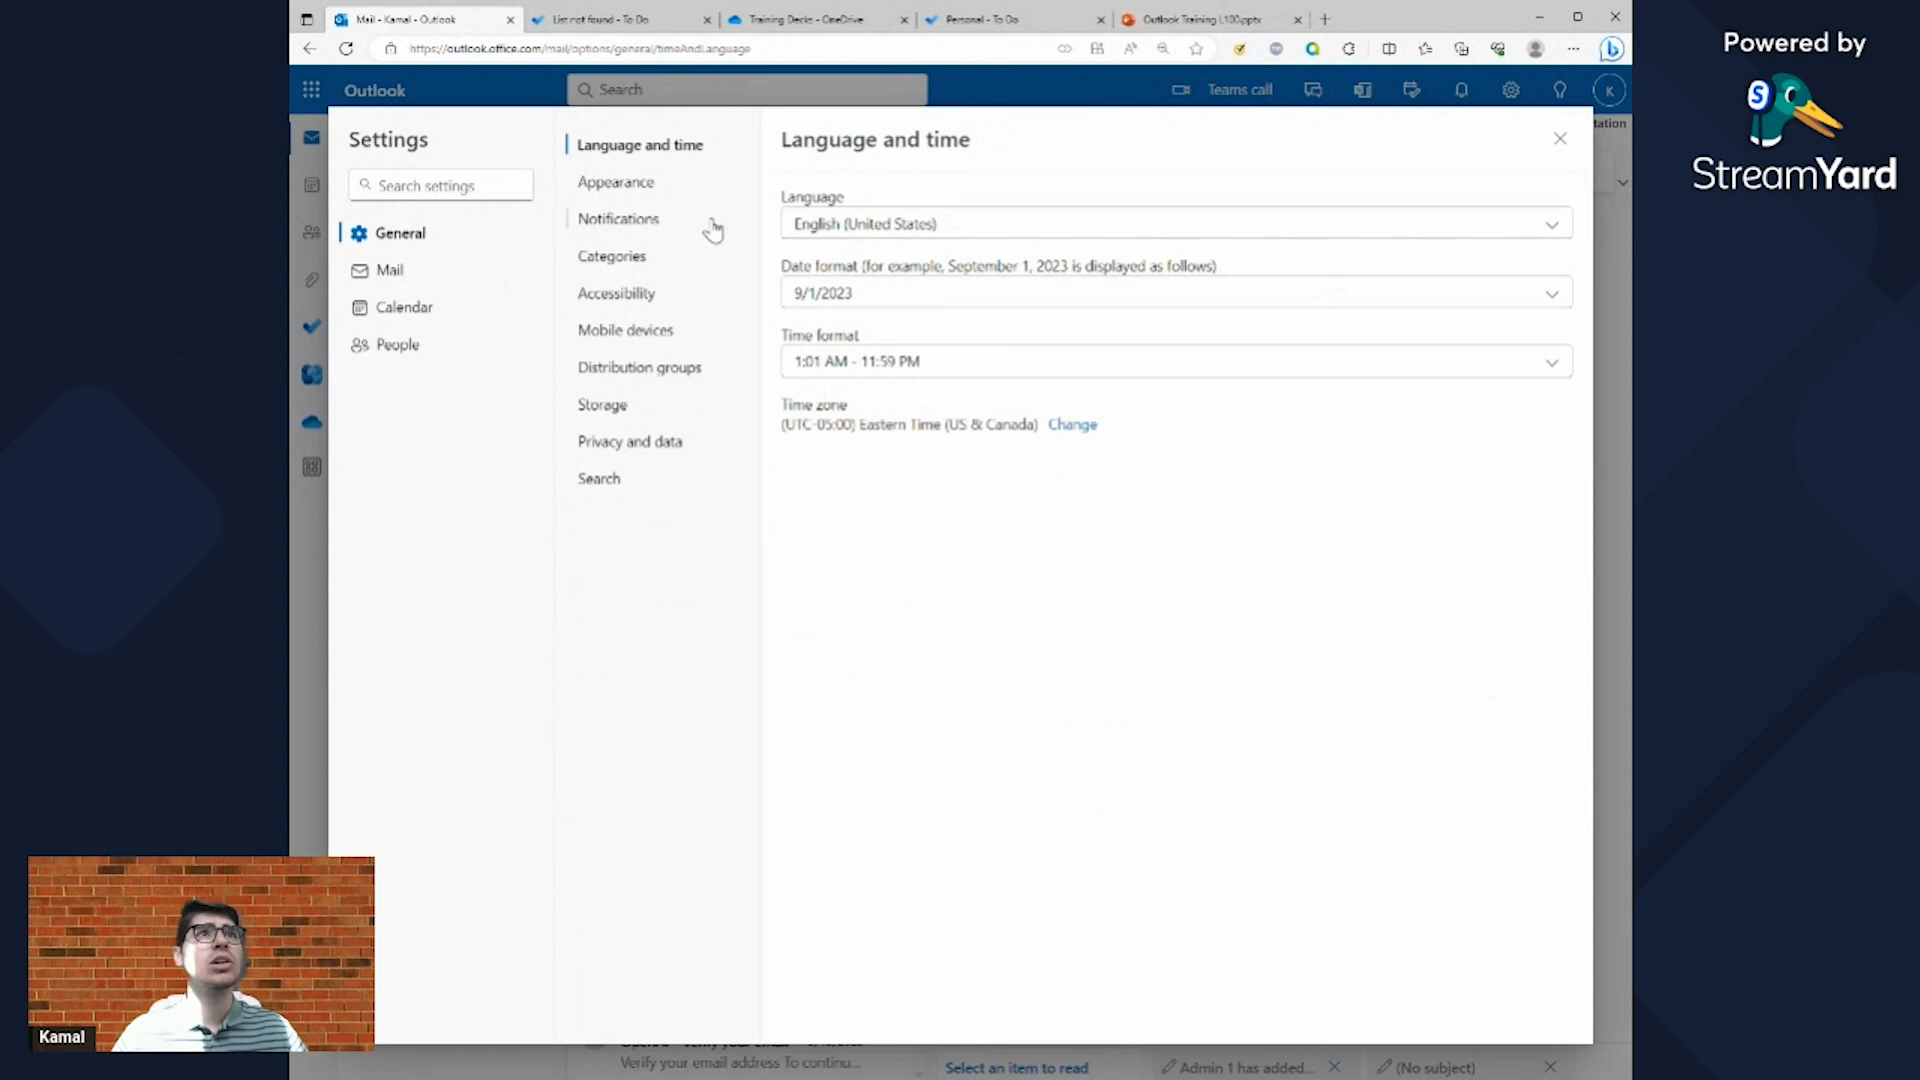 Mail - Kamal - Outlook
List not found - To Do
Training Decks - OneDrive
Personal - To Do
Outlook Training L100.pptx
https://outlook.office.com/mail/options/general/timeAndLanguage
Outlook
Search
Teams call
K
tation
Settings
Search settings
General
Mail
Calendar
People
Language and time
Appearance
Notifications
Categories
Accessibility
Mobile devices
Distribution groups
Storage
Privacy and data
Search
Language and time
Language
English (United States)
Date format (for example, September 1, 2023 is displayed as follows)
9/1/2023
Time format
1:01 AM - 11:59 PM
Time zone
(UTC-05:00) Eastern Time (US & Canada) Change
Verify your email address To continu...
Select an item to read
Admin 1 has added...
(No subject)
Kamal
Powered by
S
StreamYard